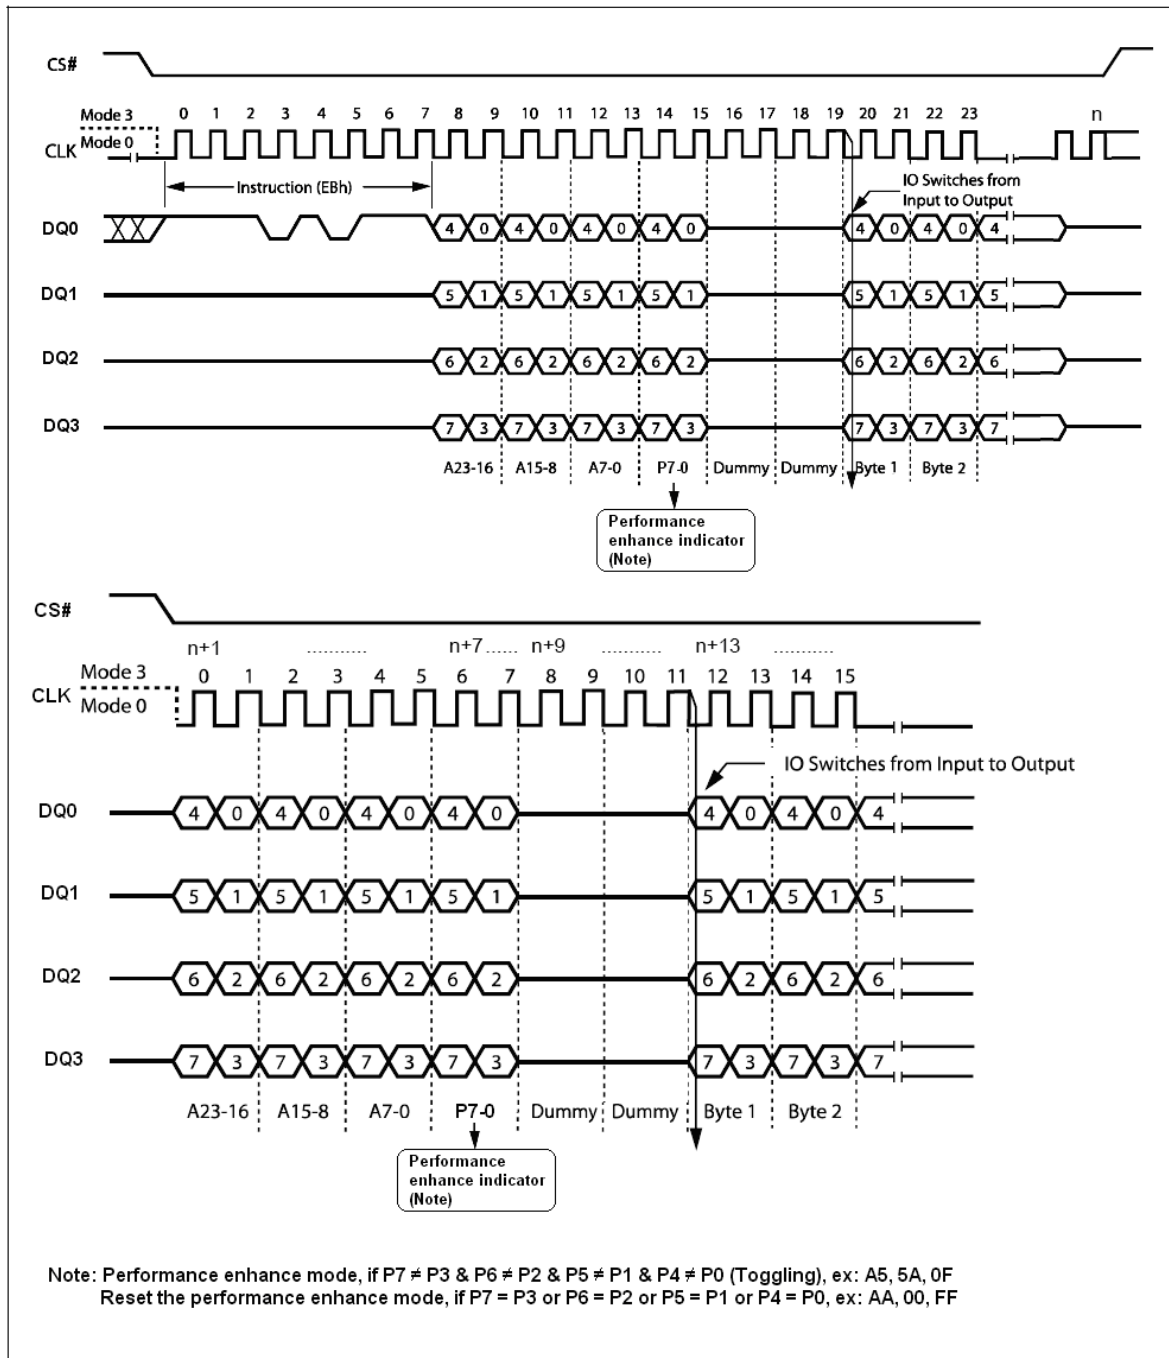 CS#
Mode 3
0 1 2 3 4 5 6 7 8 9 10 11 12 13 14 15 16 17 18 19 20 21 22 23 n
CLK Mode 0
Instruction (EBh)
IO Switches from
Input to Output
DQ0 4 0 4 0 4 0 4 0 4 0 4 0 4
DQ1 5 1 5 1 5 1 5 1 5 1 5 1 5
DQ2 6 2 6 2 6 2 6 2 6 2 6 2 6
DQ3 7 3 7 3 7 3 7 3 7 3 7 3 7
A23-16 A15-8 A7-0 P7-0 Dummy Dummy Byte 1 Byte 2
Performance
enhance indicator
(Note)
CS#
n+1 ........... n+7 ...... n+9 ........... n+13 ...........
Mode 3
0 1 2 3 4 5 6 7 8 9 10 11 12 13 14 15
CLK Mode 0
IO Switches from Input to Output
DQ0 4 0 4 0 4 0 4 0 4 0 4 0 4
DQ1 5 1 5 1 5 1 5 1 5 1 5 1 5
DQ2 6 2 6 2 6 2 6 2 6 2 6 2 6
DQ3 7 3 7 3 7 3 7 3 7 3 7 3 7
A23-16 A15-8 A7-0 P7-0 Dummy Dummy Byte 1 Byte 2
Performance
enhance indicator
(Note)
Note: Performance enhance mode, if P7 ≠ P3 & P6 ≠ P2 & P5 ≠ P1 & P4 ≠ P0 (Toggling), ex: A5, 5A, 0F
Reset the performance enhance mode, if P7 = P3 or P6 = P2 or P5 = P1 or P4 = P0, ex: AA, 00, FF